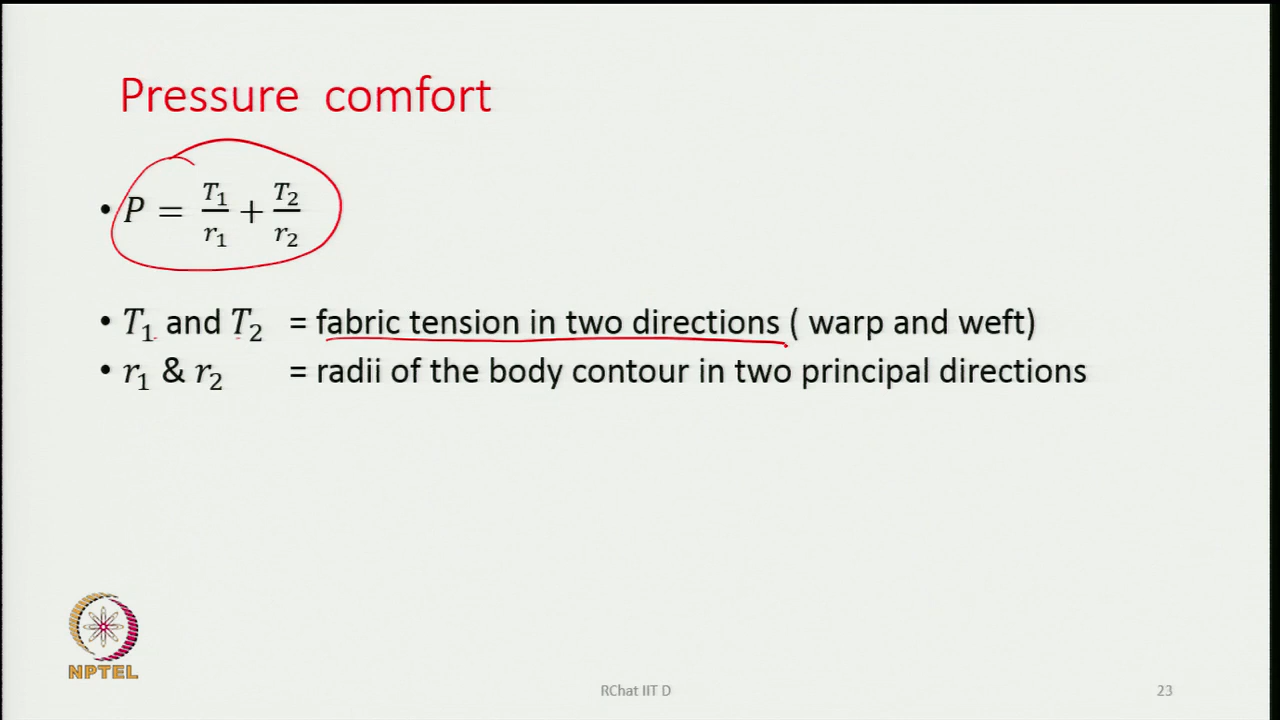 Pressure comfort
• P = T₁/r₁ + T₂/r₂
• T₁ and T₂ = fabric tension in two directions ( warp and weft)
• r₁ & r₂ = radii of the body contour in two principal directions
NPTEL
RChat IIT D
23